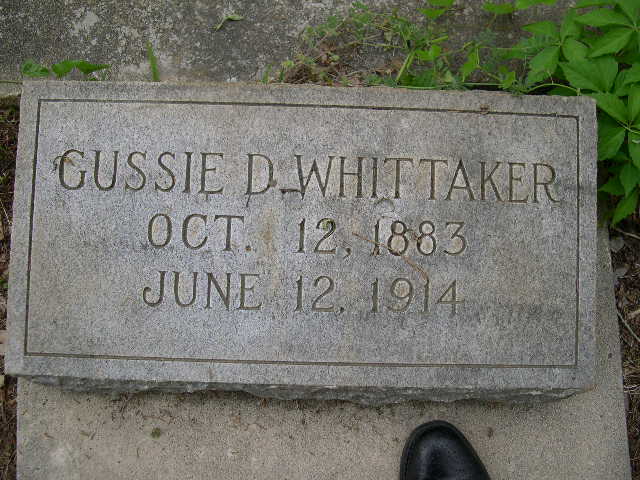 GUSSIE D. WHITTAKER
OCT. 12, 1883
JUNE 12, 1914